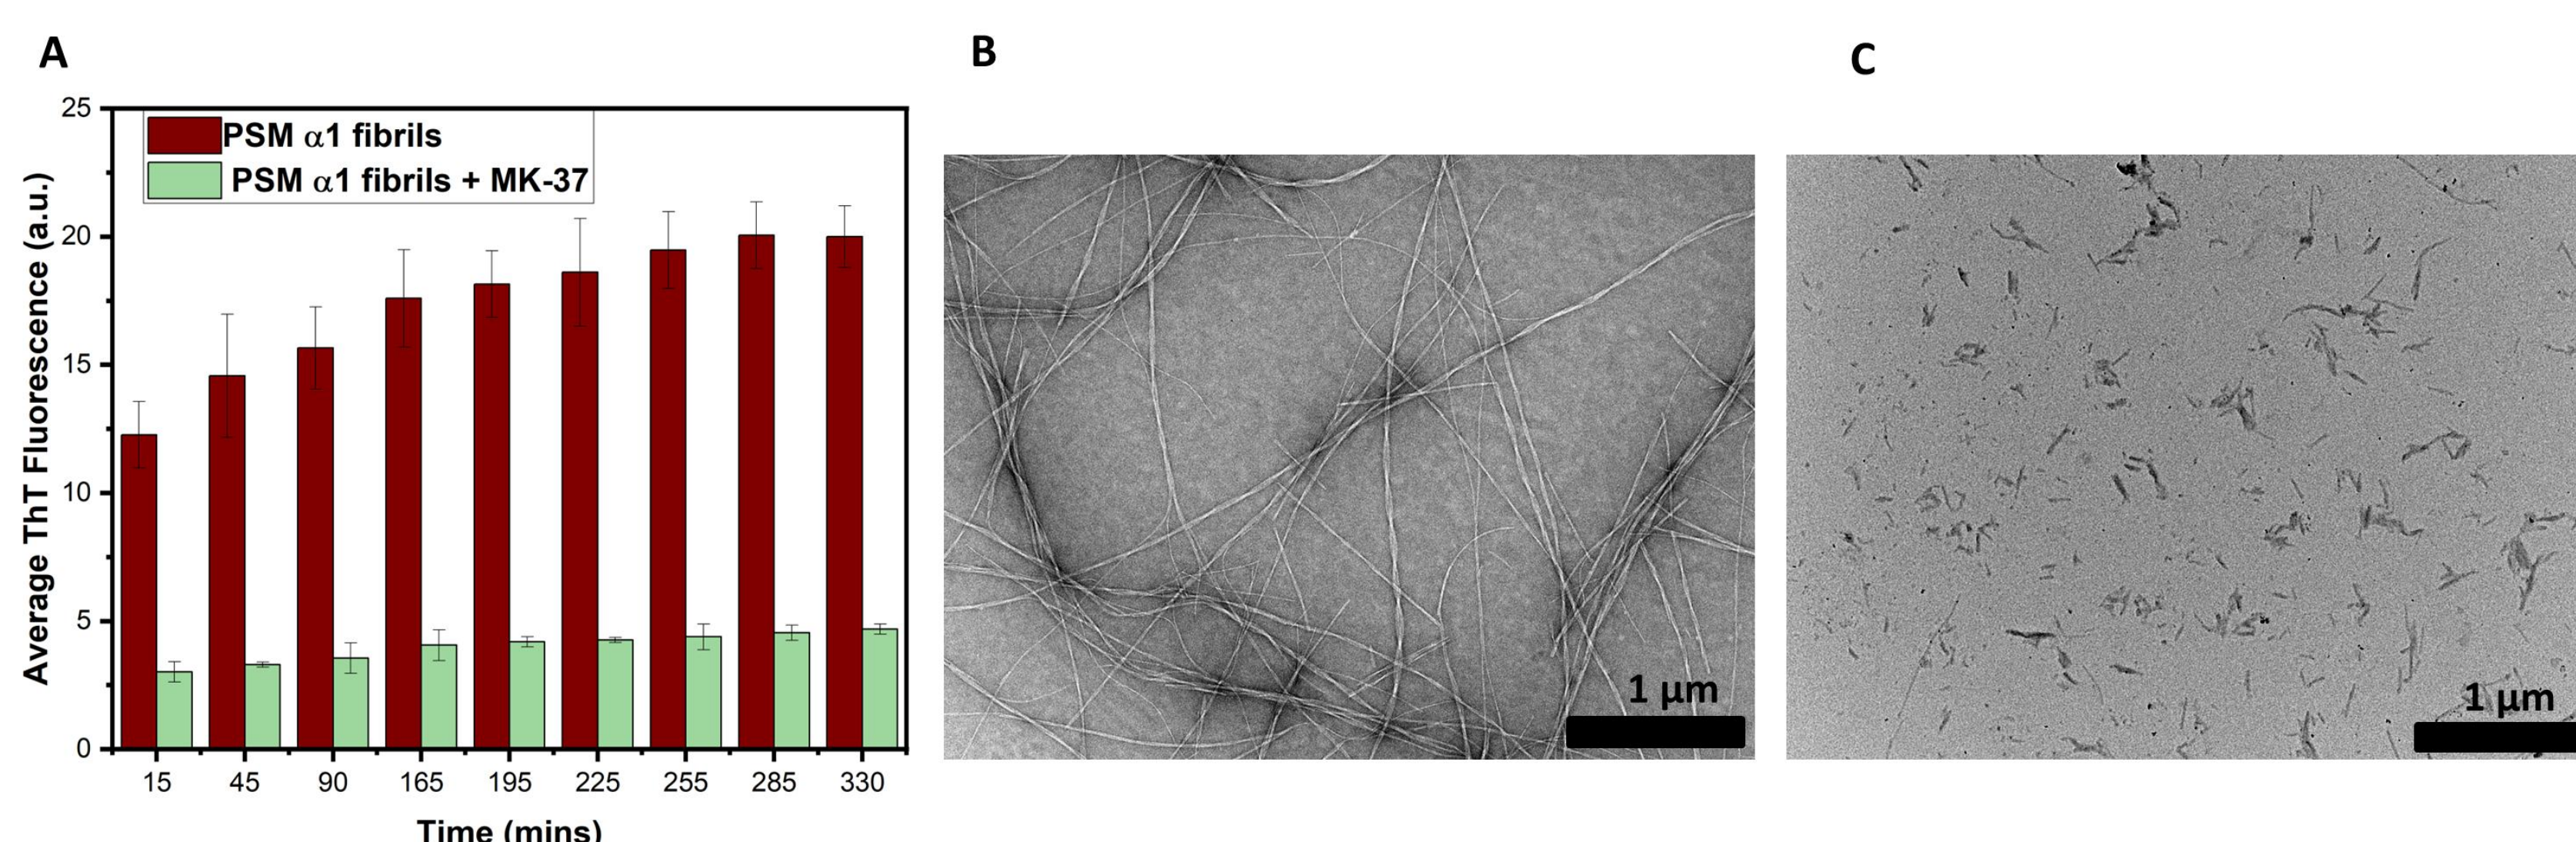 A
B
C
25
20
15
10
5
0
Average ThT Fluorescence (a.u.)
PSM α1 fibrils
PSM α1 fibrils + MK-37
15 45 90 165 195 225 255 285 330
Time (mins)
1 µm
1 µm